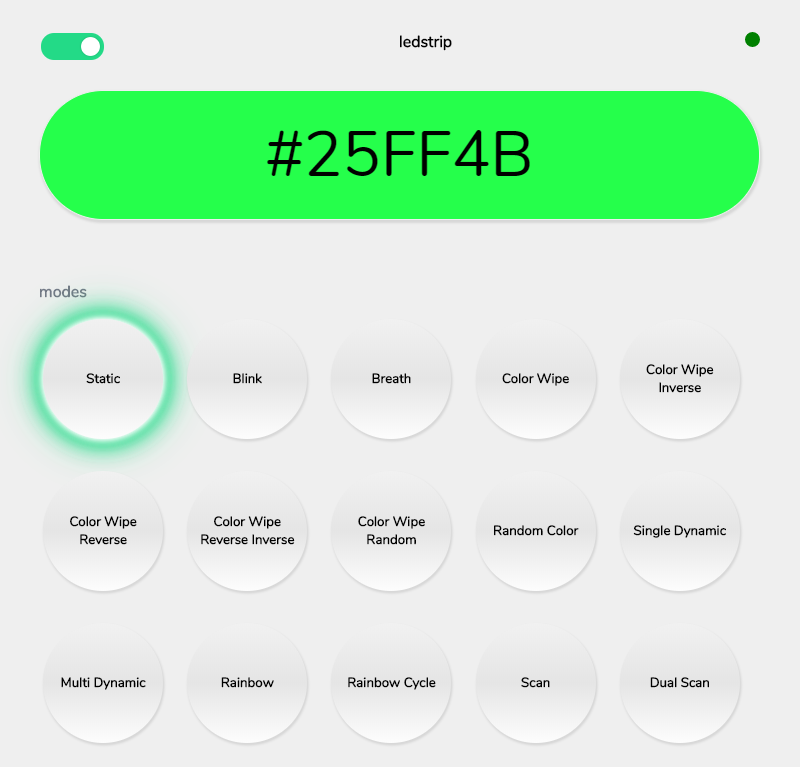 ledstrip
#25FF4B
modes
Static
Blink
Breath
Color Wipe
Color Wipe
Inverse
Color Wipe
Reverse
Color Wipe
Reverse Inverse
Color Wipe
Random
Random Color
Single Dynamic
Multi Dynamic
Rainbow
Rainbow Cycle
Scan
Dual Scan